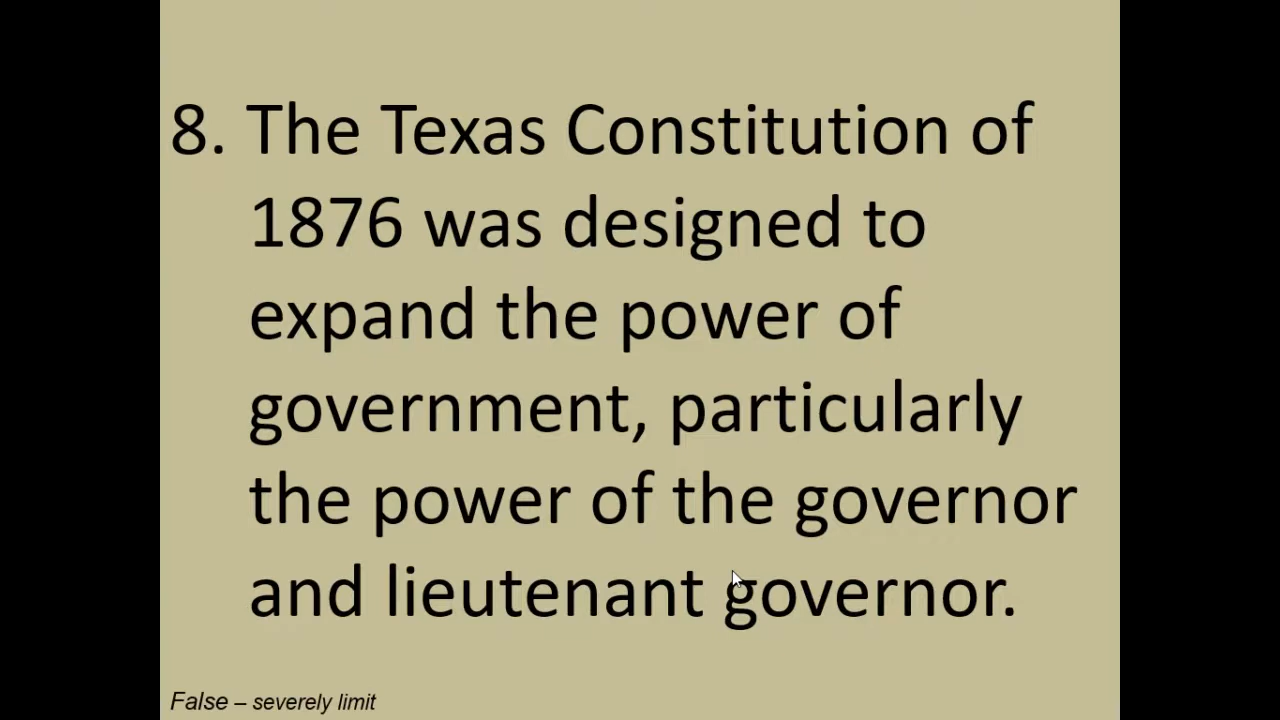 8. The Texas Constitution of
1876 was designed to
expand the power of
government, particularly
the power of the governor
and lieutenant governor.
False – severely limit